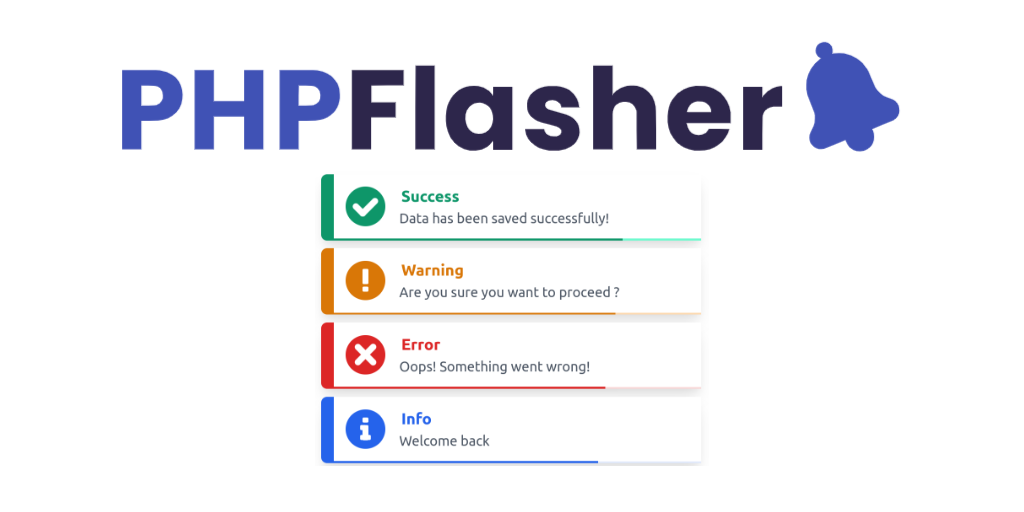 PHPFlasher
Success
Data has been saved successfully!
Warning
Are you sure you want to proceed ?
Error
Oops! Something went wrong!
Info
Welcome back